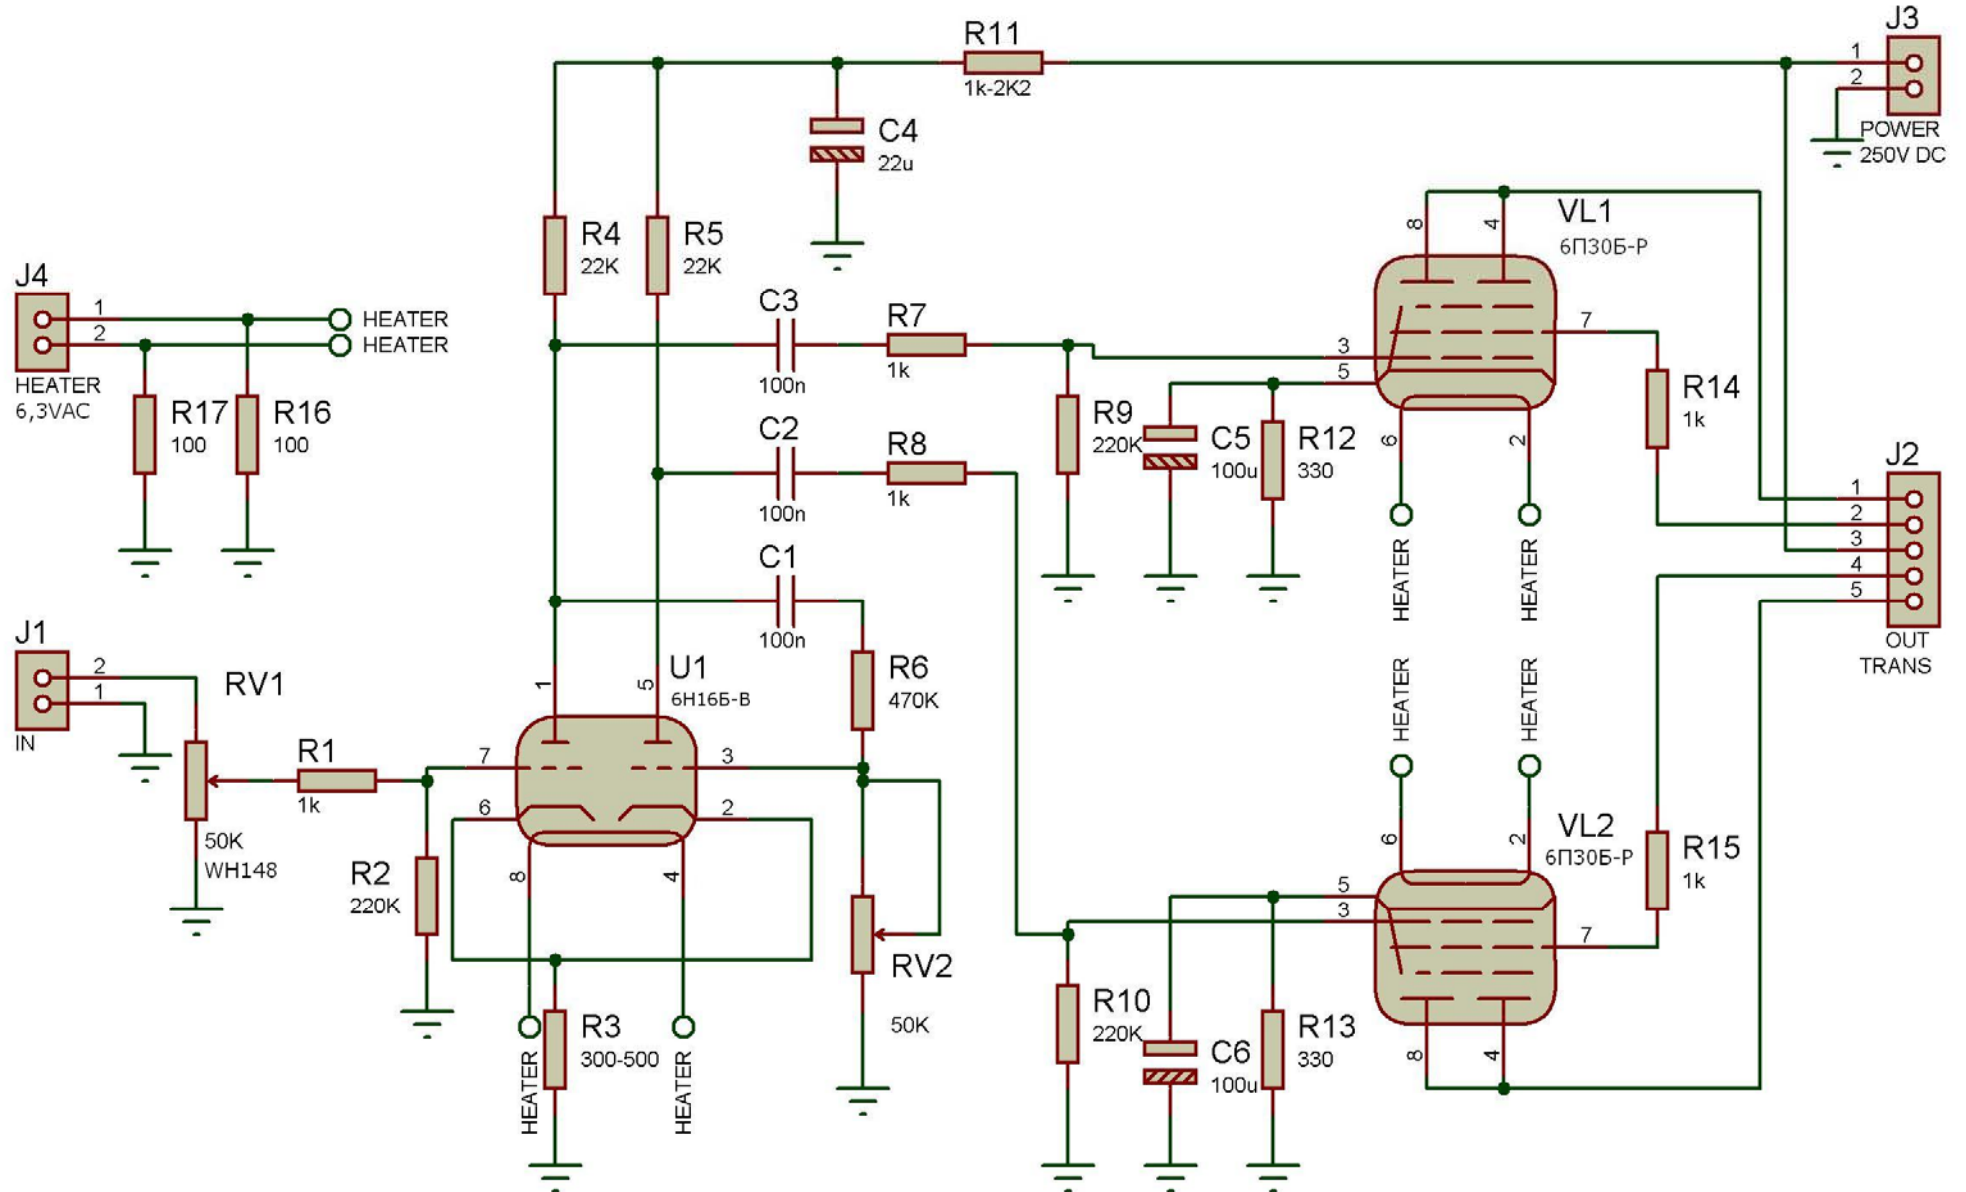 R11
1k-2K2
J3
1
2
POWER
250V DC
C4
22u
R4
22K
R5
22K
8
4
VL1
6П30Б-Р
J4
1
2
HEATER
HEATER
HEATER
6,3VAC
R17
100
R16
100
C3
100n
R7
1k
3
5
7
R9
220K
C5
100u
R12
330
6
2
R14
1k
C2
100n
R8
1k
HEATER
HEATER
J2
1
2
3
4
5
OUT
TRANS
C1
100n
J1
2
1
IN
RV1
50K
WH148
R1
1k
1
5
U1
6Н16Б-В
R6
470K
7
3
6
2
8
4
R2
220K
HEATER
HEATER
R3
300-500
RV2
50K
HEATER
HEATER
6
2
VL2
6П30Б-Р
R15
1k
5
3
7
R10
220K
C6
100u
R13
330
8
4